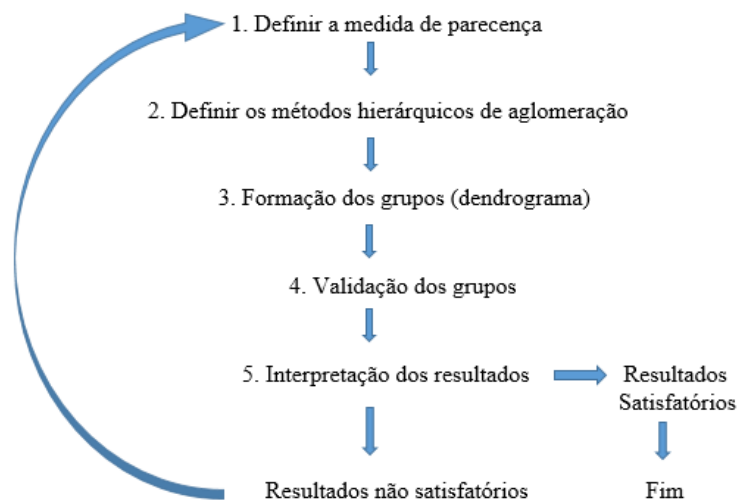 1. Definir a medida de parecença
2. Definir os métodos hierárquicos de aglomeração
3. Formação dos grupos (dendrograma)
4. Validação dos grupos
5. Interpretação dos resultados
Resultados
Satisfatórios
Resultados não satisfatórios
Fim